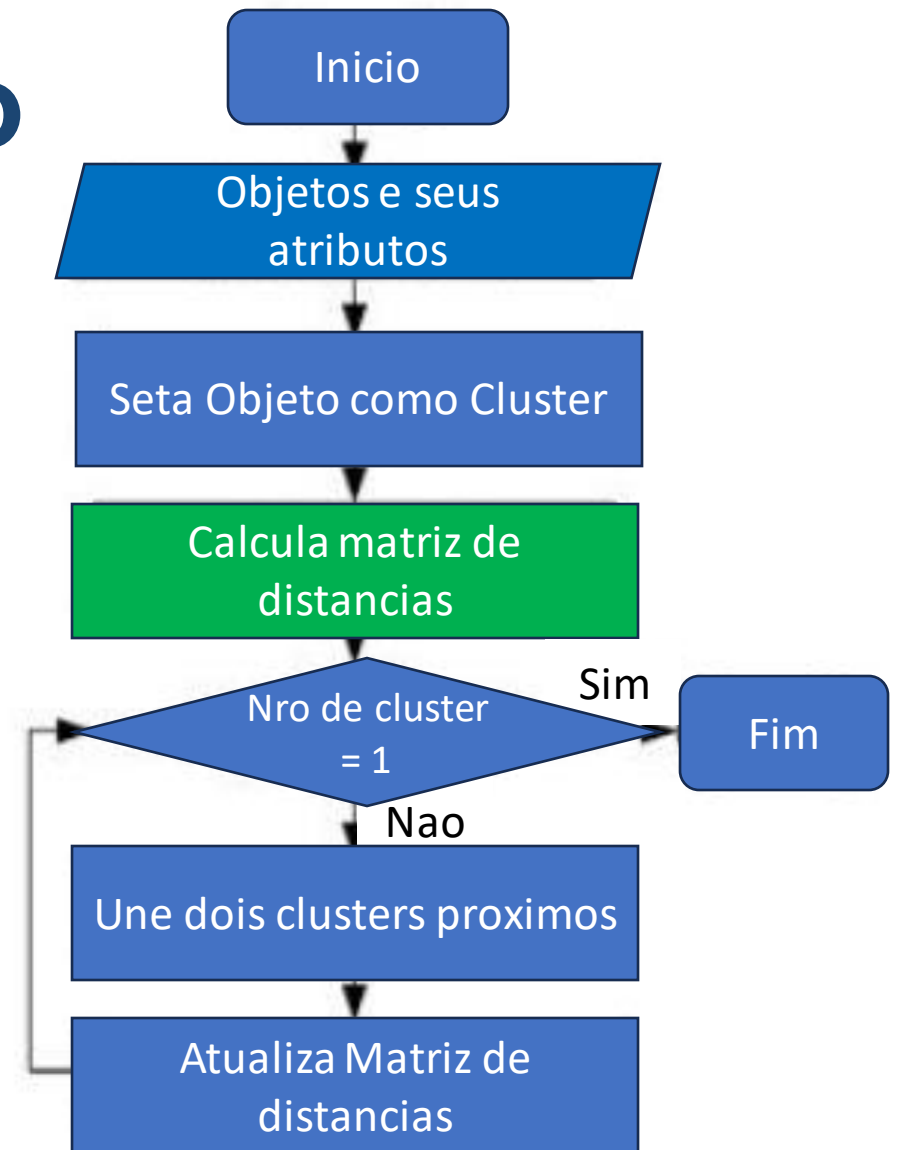 o
Inicio
Objetos e seus
atributos
Seta Objeto como Cluster
Calcula matriz de
distancias
Sim
Nro de cluster
= 1
Fim
Nao
Une dois clusters proximos
Atualiza Matriz de
distancias